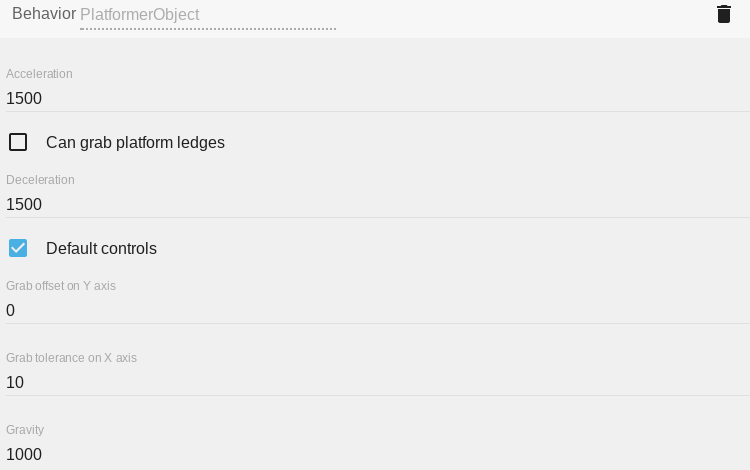 Behavior PlatformerObject
Acceleration
1500
Can grab platform ledges
Deceleration
1500
Default controls
Grab offset on Y axis
0
Grab tolerance on X axis
10
Gravity
1000